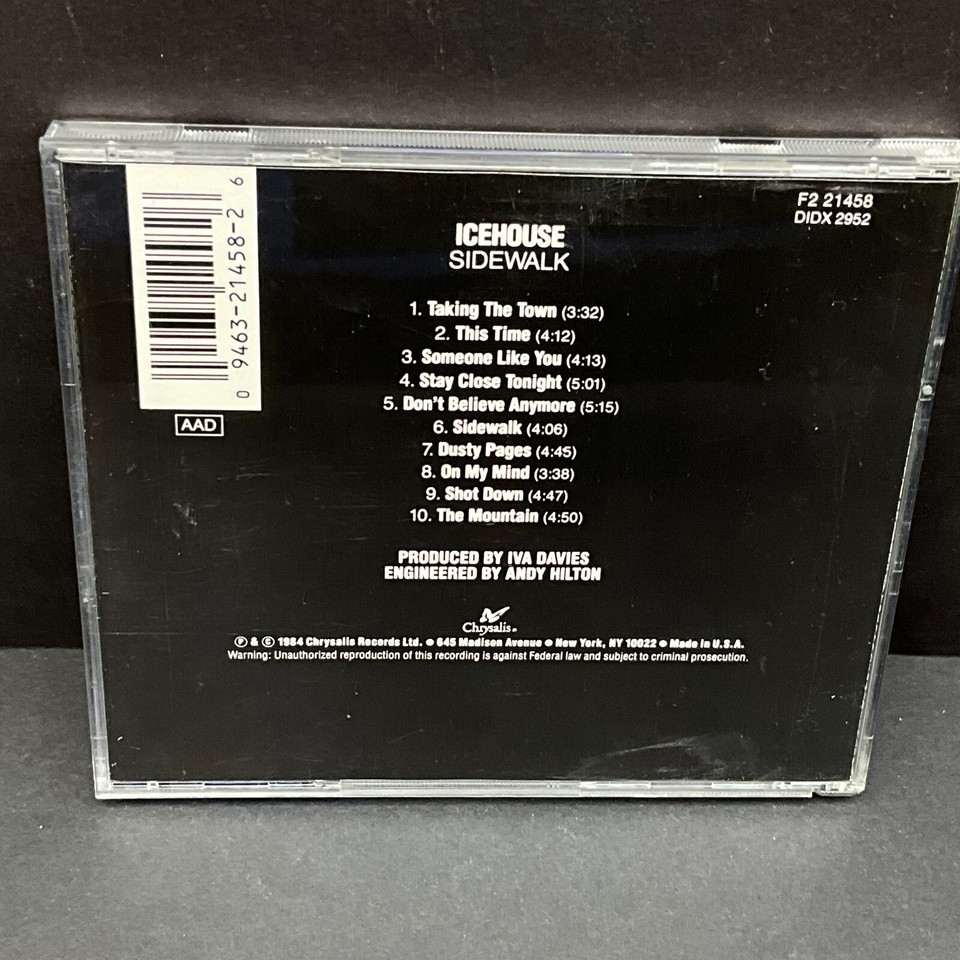 0 9463-21458-2 6
AAD
F2 21458
DIDX 2952
ICEHOUSE
SIDEWALK
1. Taking The Town (3:32)
2. This Time (4:12)
3. Someone Like You (4:13)
4. Stay Close Tonight (5:01)
5. Don't Believe Anymore (5:15)
6. Sidewalk (4:06)
7. Dusty Pages (4:45)
8. On My Mind (3:38)
9. Shot Down (4:47)
10. The Mountain (4:50)
PRODUCED BY IVA DAVIES
ENGINEERED BY ANDY HILTON
Chrysalis®
℗ & © 1984 Chrysalis Records Ltd. ● 645 Madison Avenue ● New York, NY 10022 ● Made in U.S.A.
Warning: Unauthorized reproduction of this recording is against Federal law and subject to criminal prosecution.